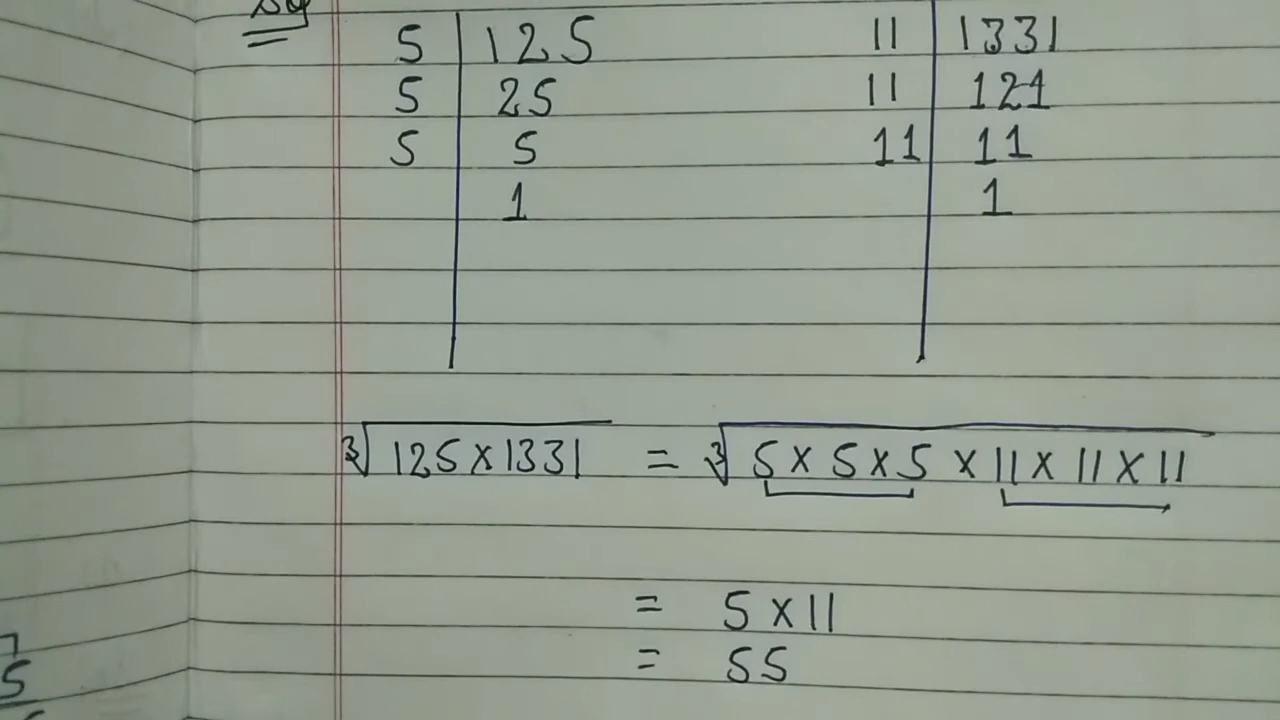 5 | 125
5 | 25
5 | 5
1
11 | 1331
11 | 121
11 | 11
1
∛125×1331 = ∛5×5×5×11×11×11
= 5×11
= 55